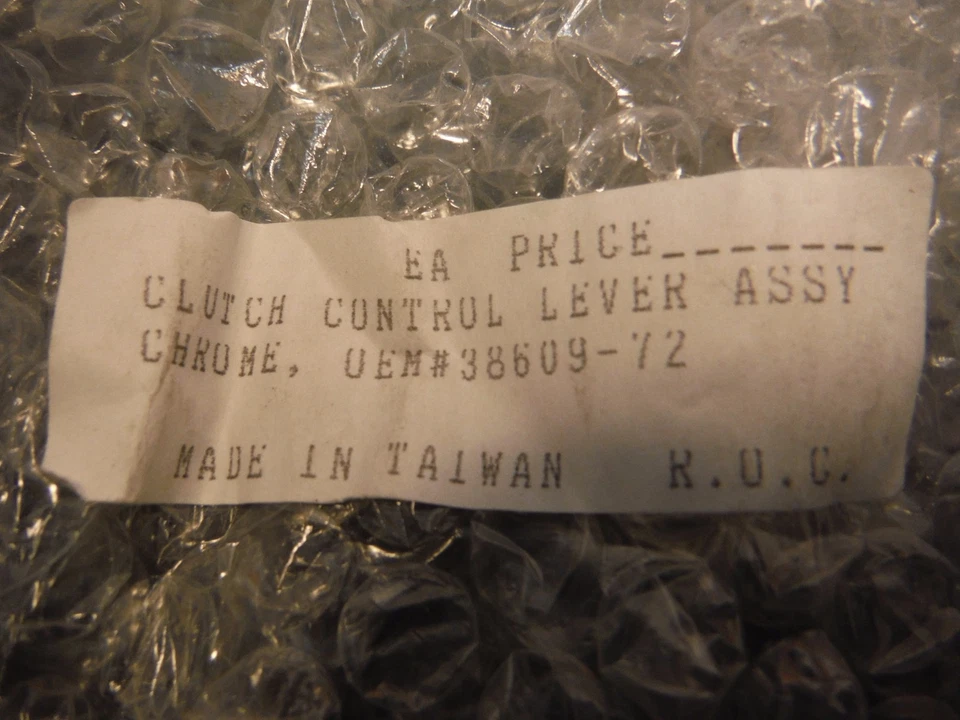 EA PRICE_______
CLUTCH CONTROL LEVER ASSY
CHROME, OEM#38609-72
MADE IN TAIWAN R.O.C.